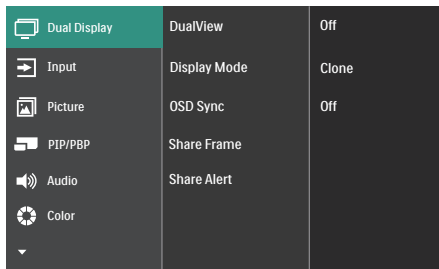 Dual Display DualView Off
Input Display Mode Clone
Picture OSD Sync Off
PIP/PBP Share Frame
Audio Share Alert
Color